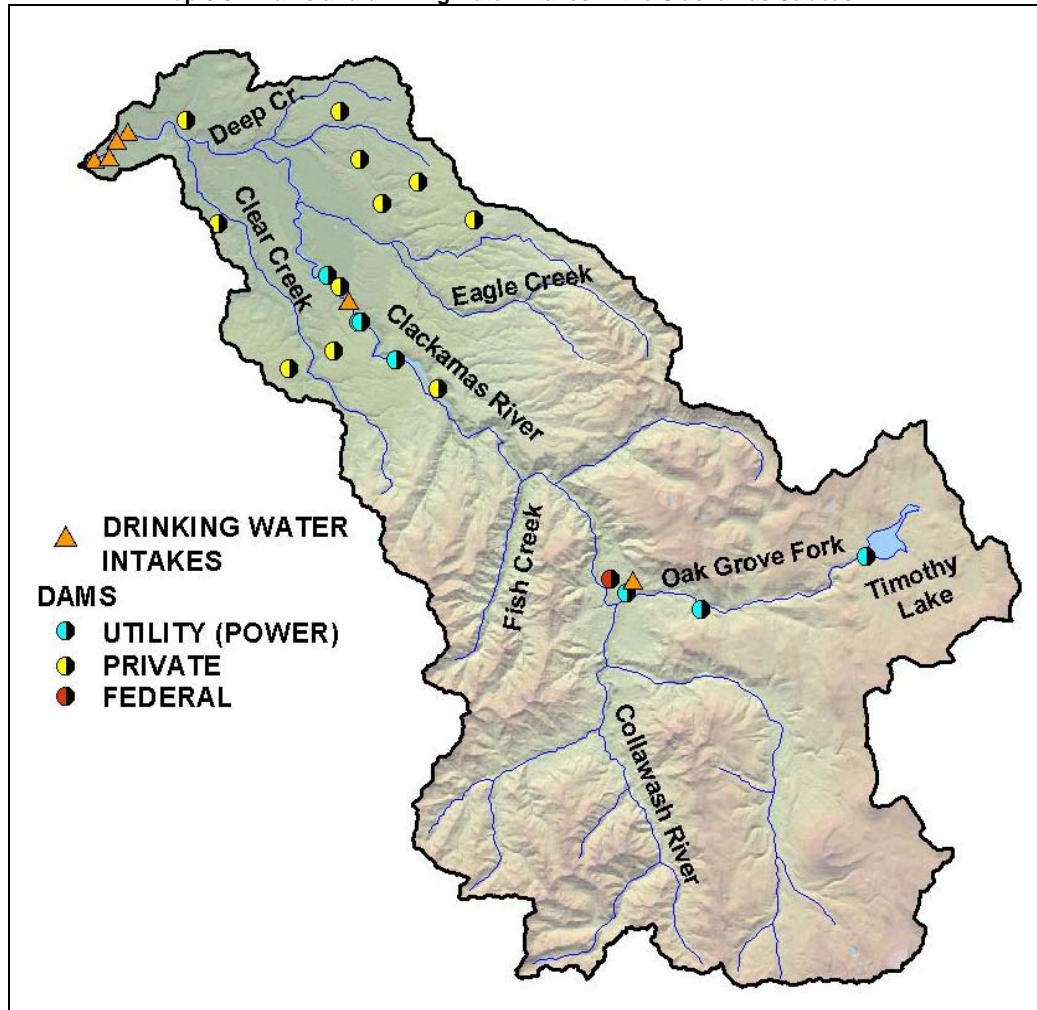 Deep Cr.
Clear Creek
Eagle Creek
Clackamas River
Fish Creek
Oak Grove Fork
Timothy
Lake
Collawash River
DRINKING WATER
INTAKES
DAMS
UTILITY (POWER)
PRIVATE
FEDERAL